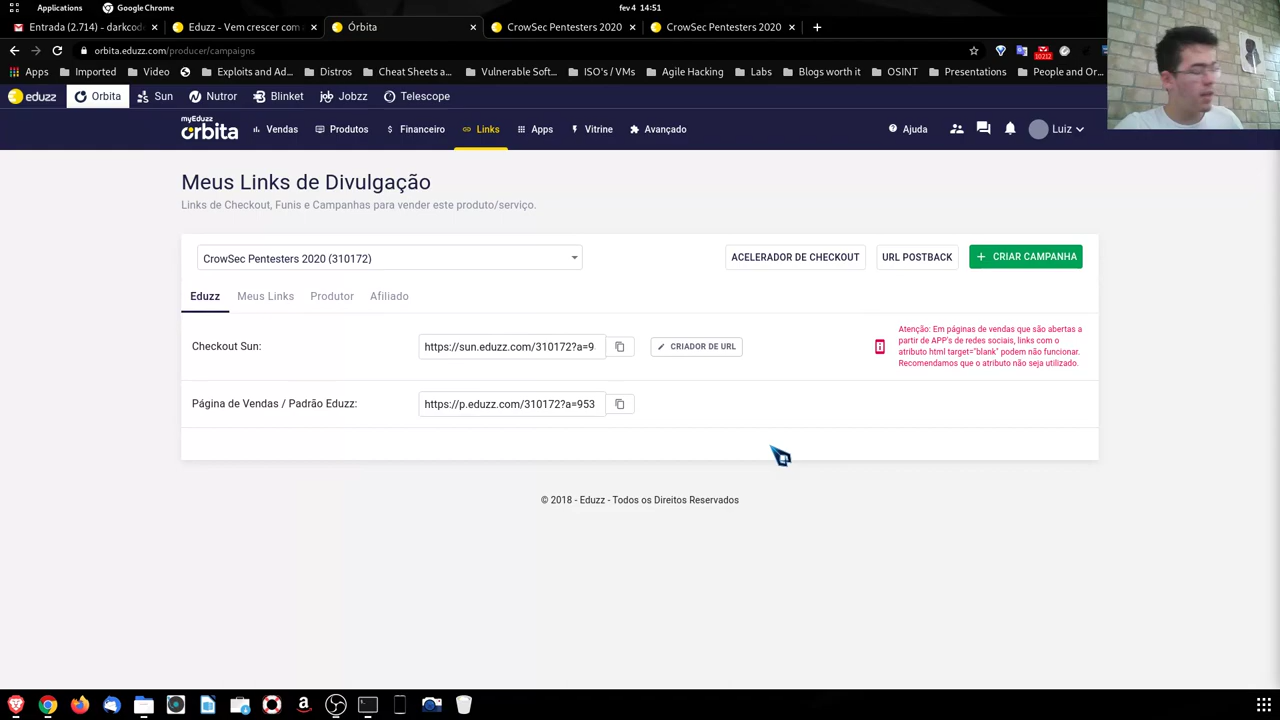 Applications
Google Chrome
fev 4 14:51
Entrada (2.714) - darkcod
Eduzz - Vem crescer com
Órbita
CrowSec Pentesters 2020
CrowSec Pentesters 2020
orbita.eduzz.com/producer/campaigns
10212
Apps
Imported
Video
Exploits and Ad...
Distros
Cheat Sheets a...
Vulnerable Soft...
ISO's / VMs
Agile Hacking
Labs
Blogs worth it
OSINT
Presentations
People and Or...
eduzz
Orbita
Sun
Nutror
Blinket
Jobzz
Telescope
myEduzz
orbita
Vendas
Produtos
Financeiro
Links
Apps
Vitrine
Avançado
Ajuda
Luiz
Meus Links de Divulgação
Links de Checkout, Funis e Campanhas para vender este produto/serviço.
CrowSec Pentesters 2020 (310172)
ACELERADOR DE CHECKOUT
URL POSTBACK
CRIAR CAMPANHA
Eduzz
Meus Links
Produtor
Afiliado
Checkout Sun:
https://sun.eduzz.com/310172?a=9
CRIADOR DE URL
Atenção: Em páginas de vendas que são abertas a
partir de APP's de redes sociais, links com o
atributo html target="blank" podem não funcionar.
Recomendamos que o atributo não seja utilizado.
Página de Vendas / Padrão Eduzz:
https://p.eduzz.com/310172?a=953
© 2018 - Eduzz - Todos os Direitos Reservados